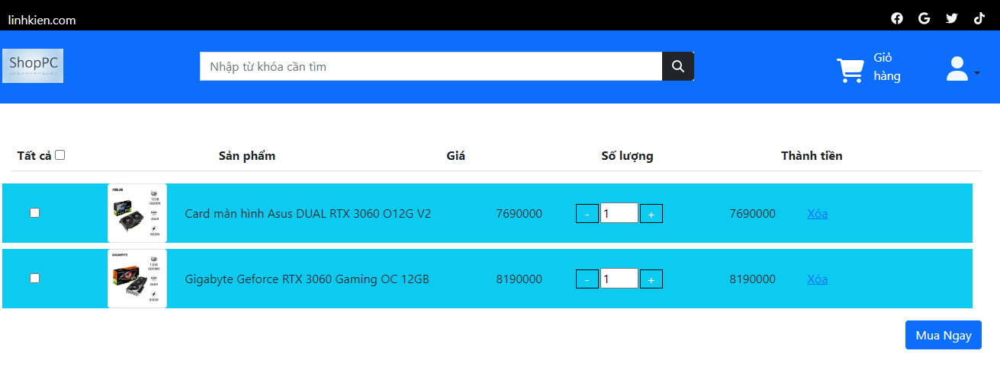 linhkien.com
ShopPC
Nhập từ khóa cần tìm
Giỏ
hàng
Tất cả Sản phẩm Giá Số lượng Thành tiền
ASUS
Card màn hình Asus DUAL RTX 3060 O12G V2 7690000 - 1 + 7690000 Xóa
GIGABYTE
Gigabyte Geforce RTX 3060 Gaming OC 12GB 8190000 - 1 + 8190000 Xóa
Mua Ngay